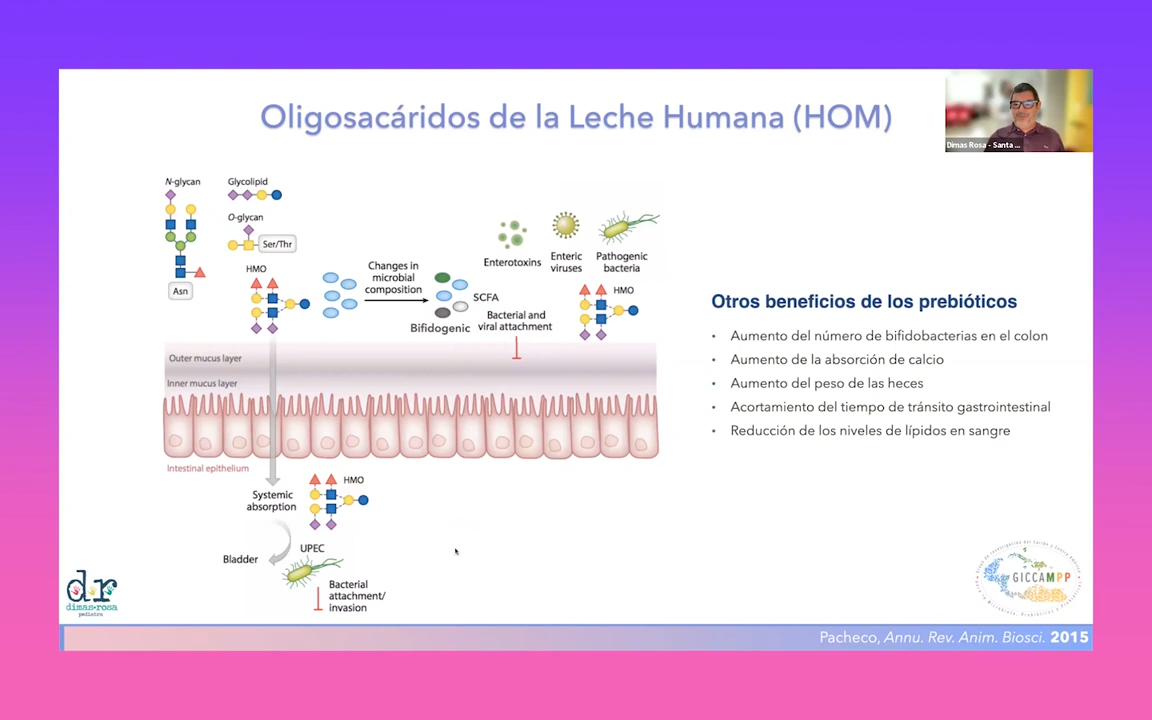 Oligosacáridos de la Leche Humana (HOM)
Dimas Rosa - Santa ...
N-glycan
Glycolipid
O-glycan
Ser/Thr
HMO
Asn
Changes in
microbial
composition
SCFA
Bifidogenic
Enterotoxins
Enteric
viruses
Pathogenic
bacteria
HMO
Bacterial and
viral attachment
Outer mucus layer
Inner mucus layer
Intestinal epithelium
Systemic
absorption
HMO
Bladder
UPEC
Bacterial
attachment/
invasion
Otros beneficios de los prebióticos
• Aumento del número de bifidobacterias en el colon
• Aumento de la absorción de calcio
• Aumento del peso de las heces
• Acortamiento del tiempo de tránsito gastrointestinal
• Reducción de los niveles de lípidos en sangre
dr
dimas•rosa
pediatra
GICCAMPP
Pacheco, Annu. Rev. Anim. Biosci. 2015